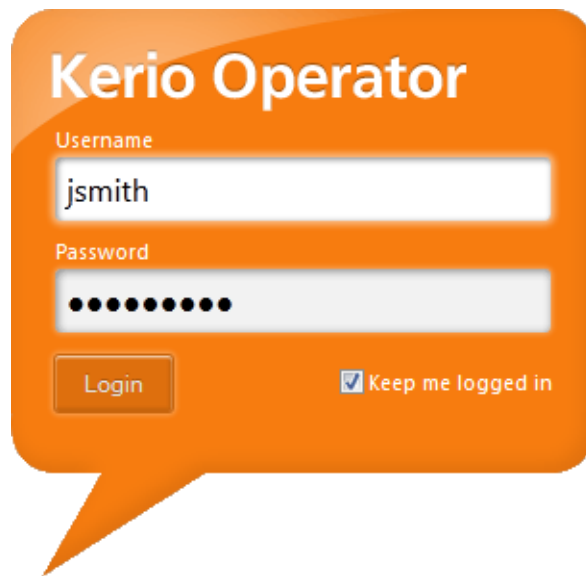 Kerio Operator
Username
jsmith
Password
●●●●●●●●●
Login
Keep me logged in